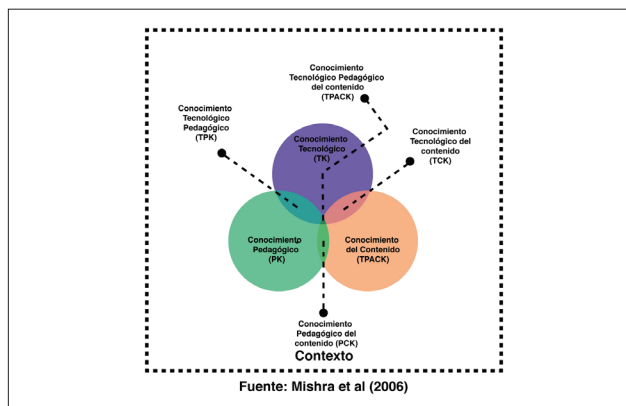 Conocimiento
Tecnológico Pedagógico
del contenido
(TPACK)
Conocimiento
Tecnológico
Pedagógico
(TPK)
Conocimiento
Tecnológico del
contenido
(TCK)
Conocimiento
Tecnológico
(TK)
Conocimiento
Pedagógico
(PK)
Conocimiento
del Contenido
(TPACK)
Conocimiento
Pedagógico del
contenido (PCK)
Contexto
Fuente: Mishra et al (2006)